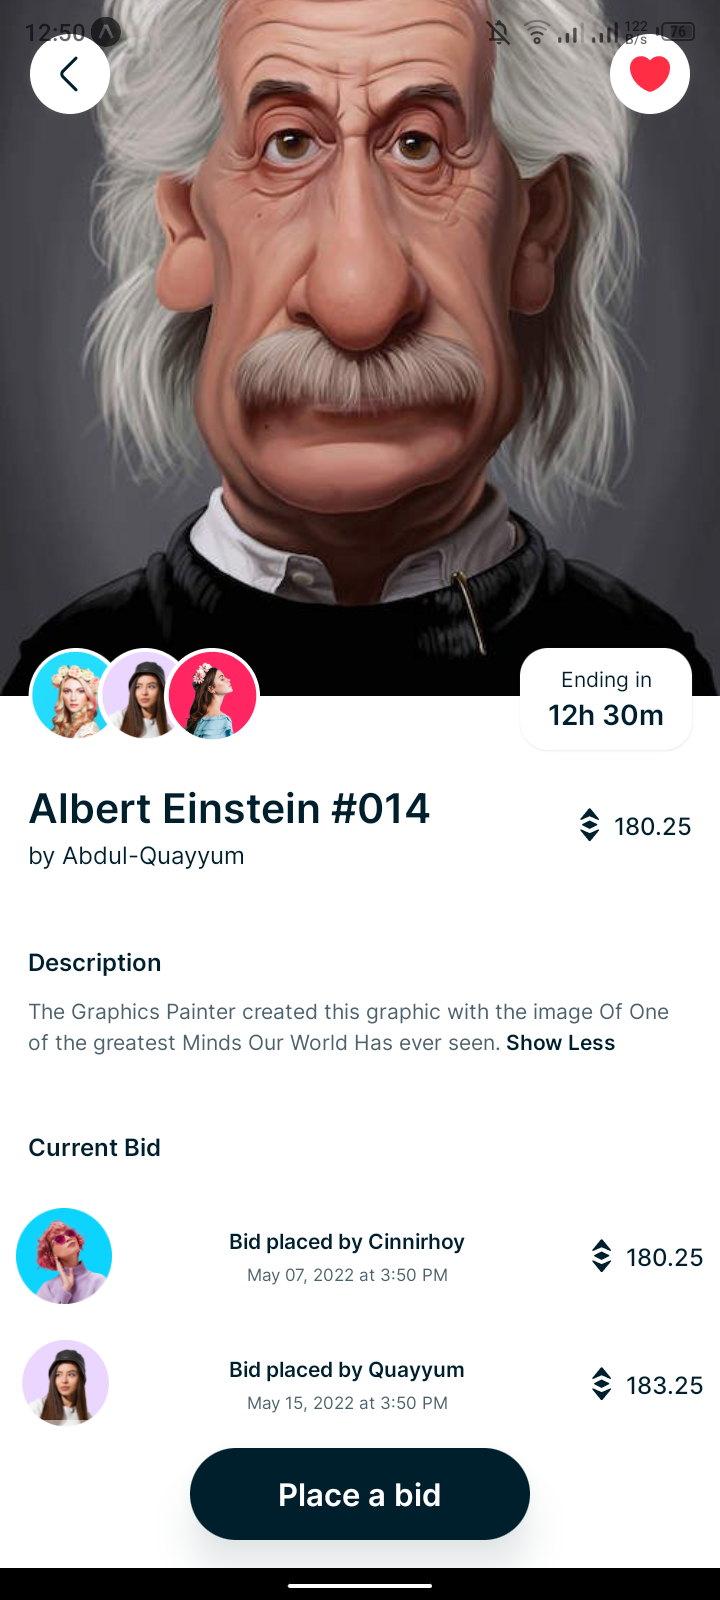 12:50
122
B/s
76
Ending in
12h 30m
Albert Einstein #014
180.25
by Abdul-Quayyum
Description
The Graphics Painter created this graphic with the image Of One
of the greatest Minds Our World Has ever seen. Show Less
Current Bid
Bid placed by Cinnirhoy
May 07, 2022 at 3:50 PM
180.25
Bid placed by Quayyum
May 15, 2022 at 3:50 PM
183.25
Place a bid